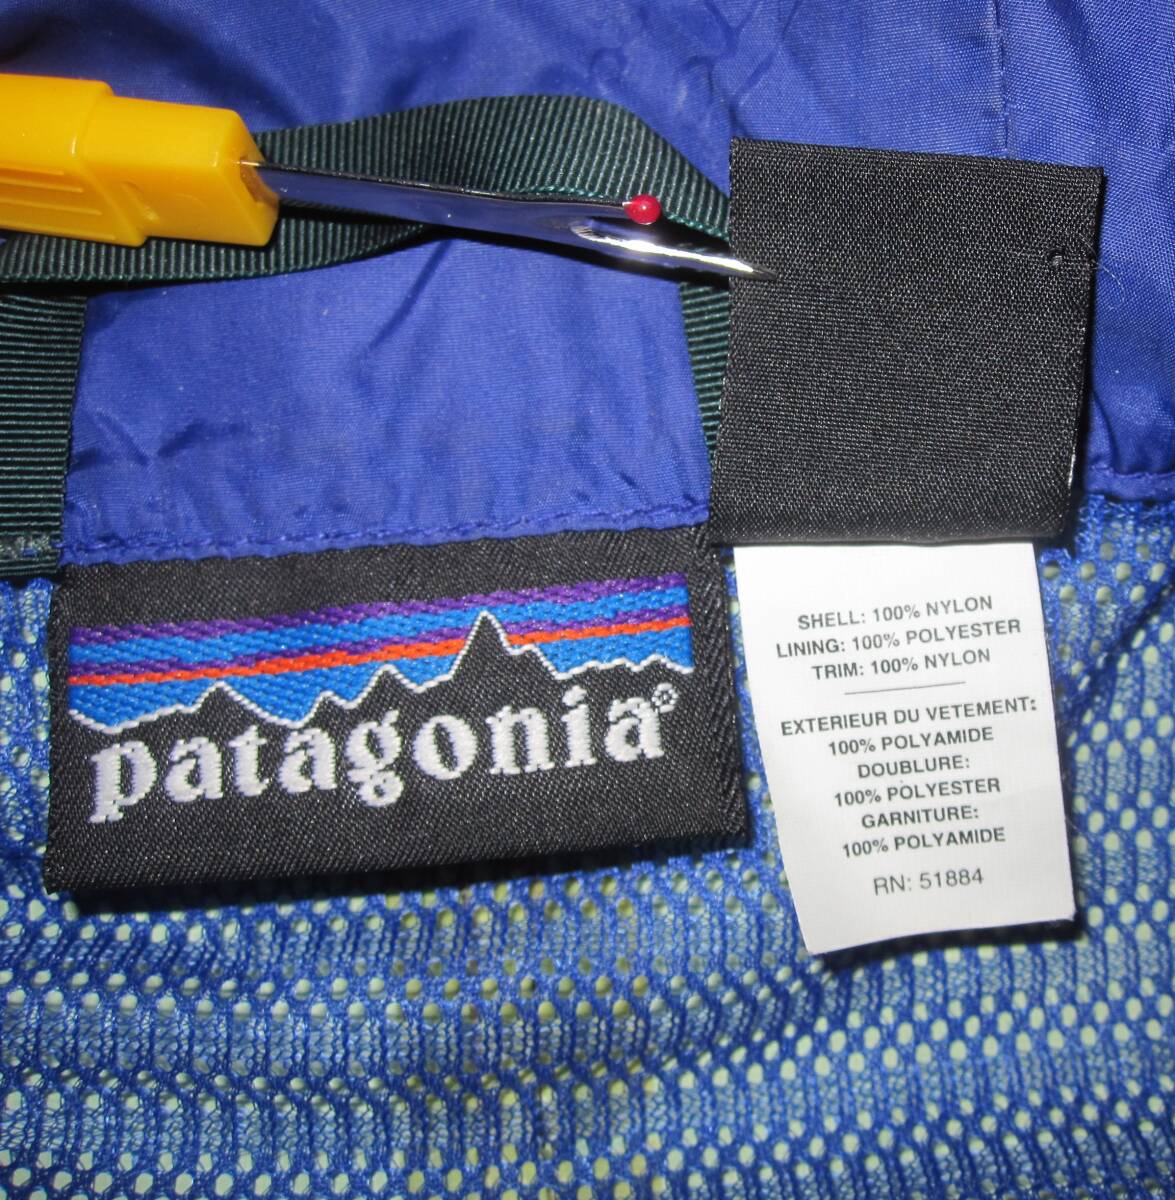 patagonia®
SHELL: 100% NYLON
LINING: 100% POLYESTER
TRIM: 100% NYLON
EXTERIEUR DU VETEMENT:
100% POLYAMIDE
DOUBLURE:
100% POLYESTER
GARNITURE:
100% POLYAMIDE
RN: 51884